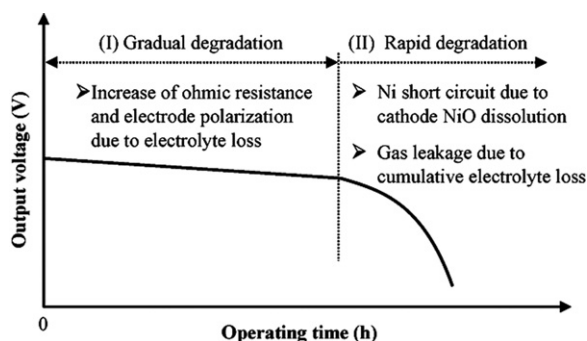 (I) Gradual degradation
(II) Rapid degradation
➢Increase of ohmic resistance
and electrode polarization
due to electrolyte loss
➢ Ni short circuit due to
cathode NiO dissolution
➢ Gas leakage due to
cumulative electrolyte loss
Output voltage (V)
0
Operating time (h)